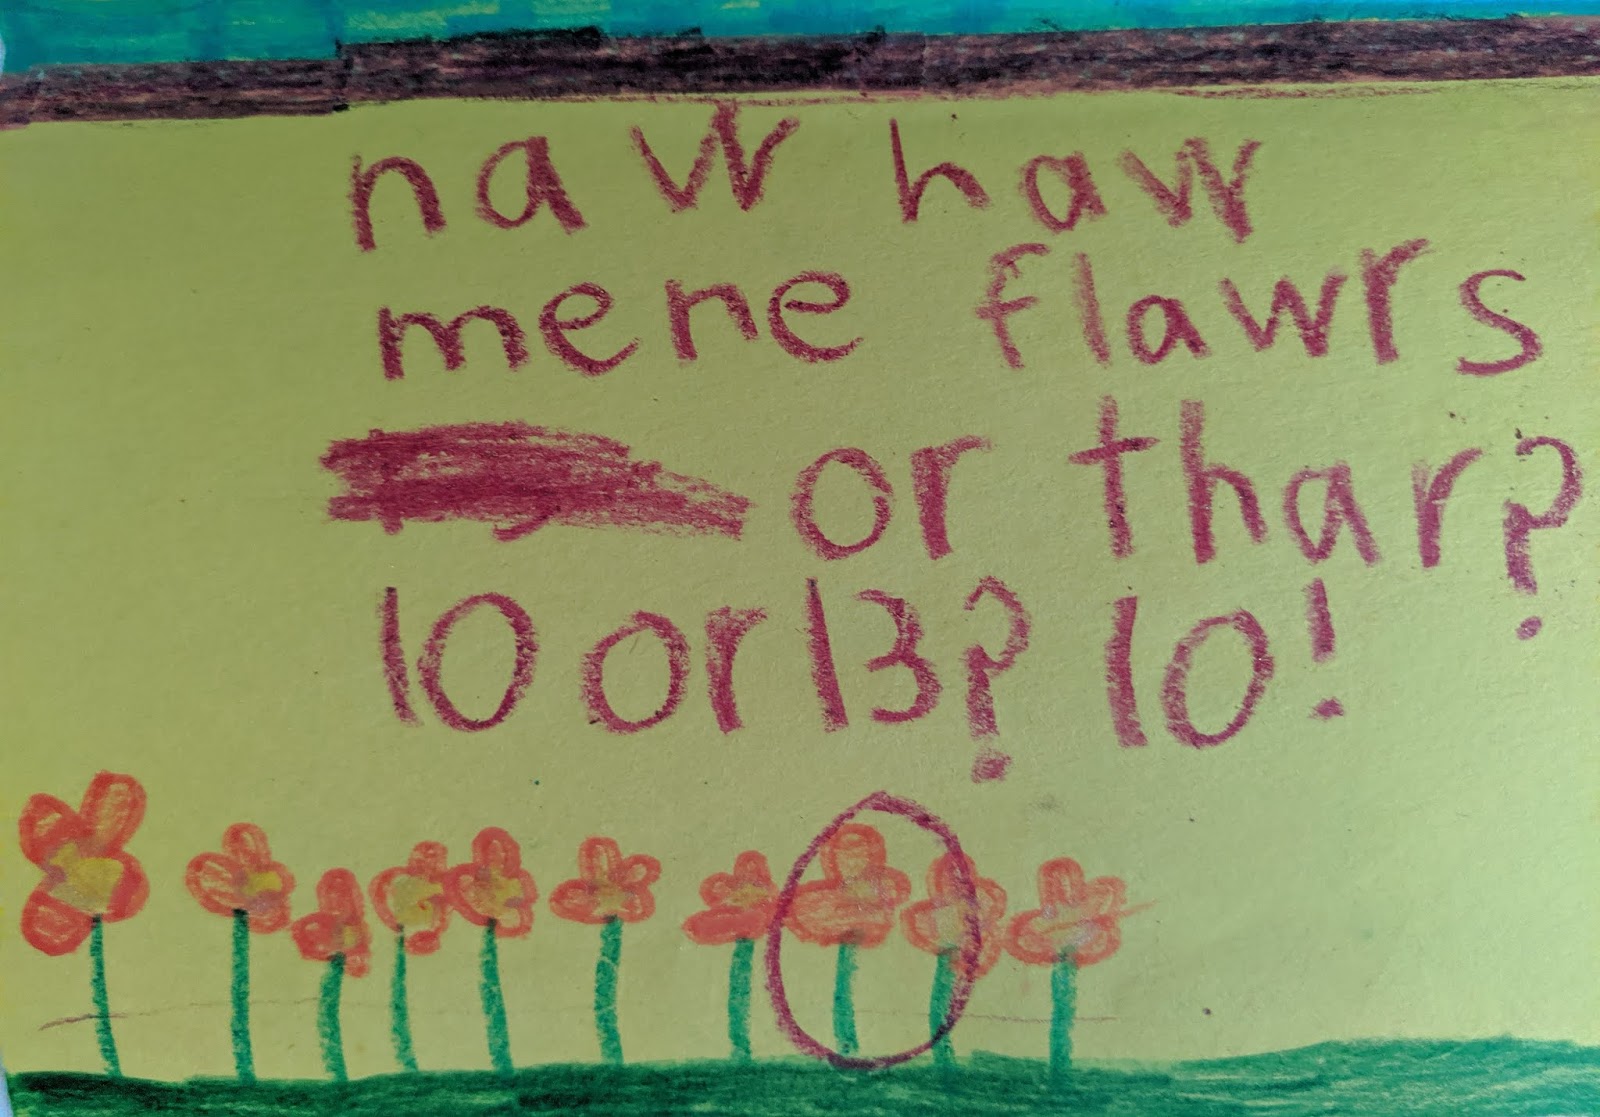 naw haw
mene flawrs
or thar?
10 or 13? 10!